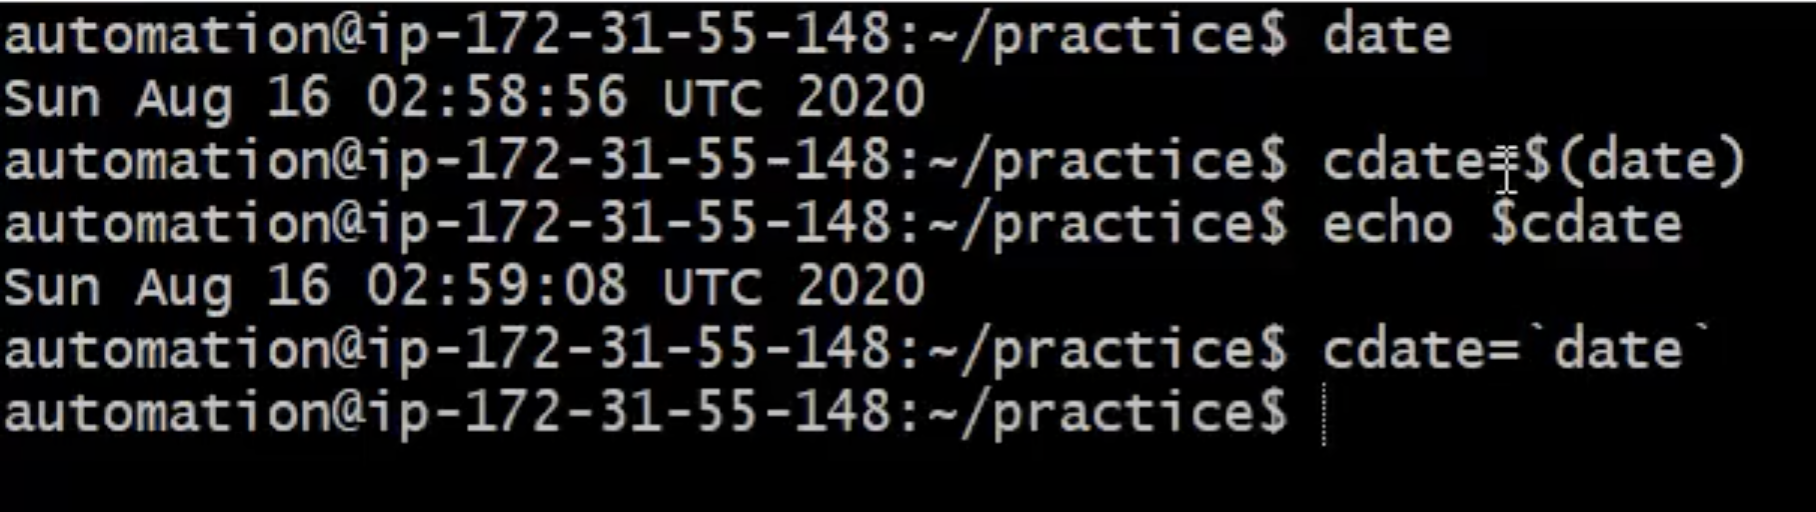 automation@ip-172-31-55-148:~/practice$ date
Sun Aug 16 02:58:56 UTC 2020
automation@ip-172-31-55-148:~/practice$ cdate=$(date)
automation@ip-172-31-55-148:~/practice$ echo $cdate
Sun Aug 16 02:59:08 UTC 2020
automation@ip-172-31-55-148:~/practice$ cdate=`date`
automation@ip-172-31-55-148:~/practice$